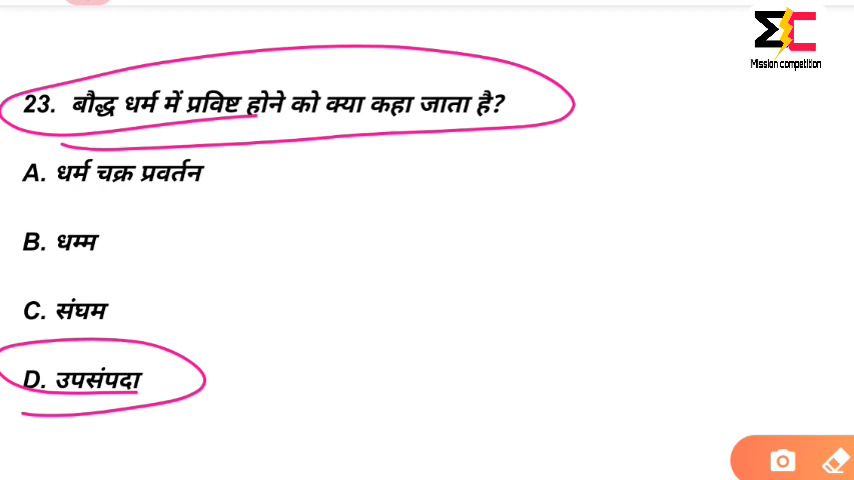 Mission competition
23. बौद्ध धर्म में प्रविष्ट होने को क्या कहा जाता है?
A. धर्म चक्र प्रवर्तन
B. धम्म
C. संघम
D. उपसंपदा